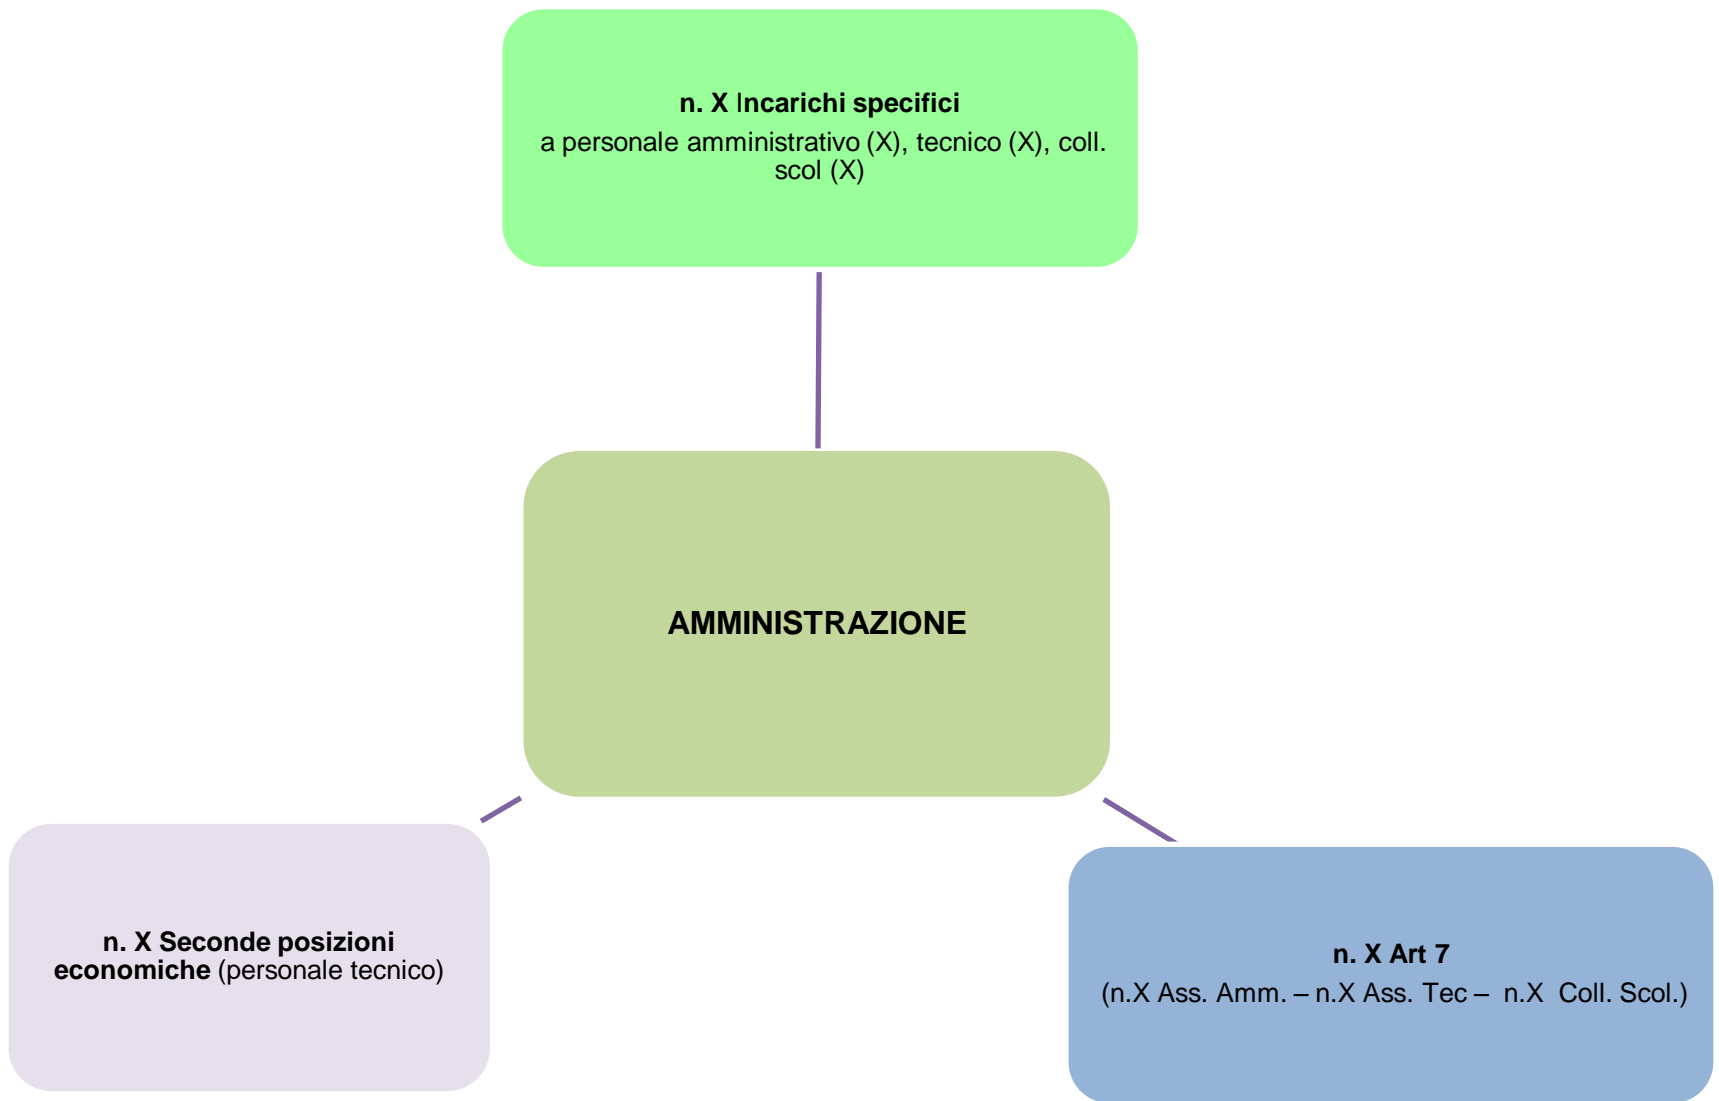 n. X Incarichi specifici
a personale amministrativo (X), tecnico (X), coll.
scol (X)
AMMINISTRAZIONE
n. X Seconde posizioni
economiche (personale tecnico)
n. X Art 7
(n.X Ass. Amm. – n.X Ass. Tec – n.X Coll. Scol.)